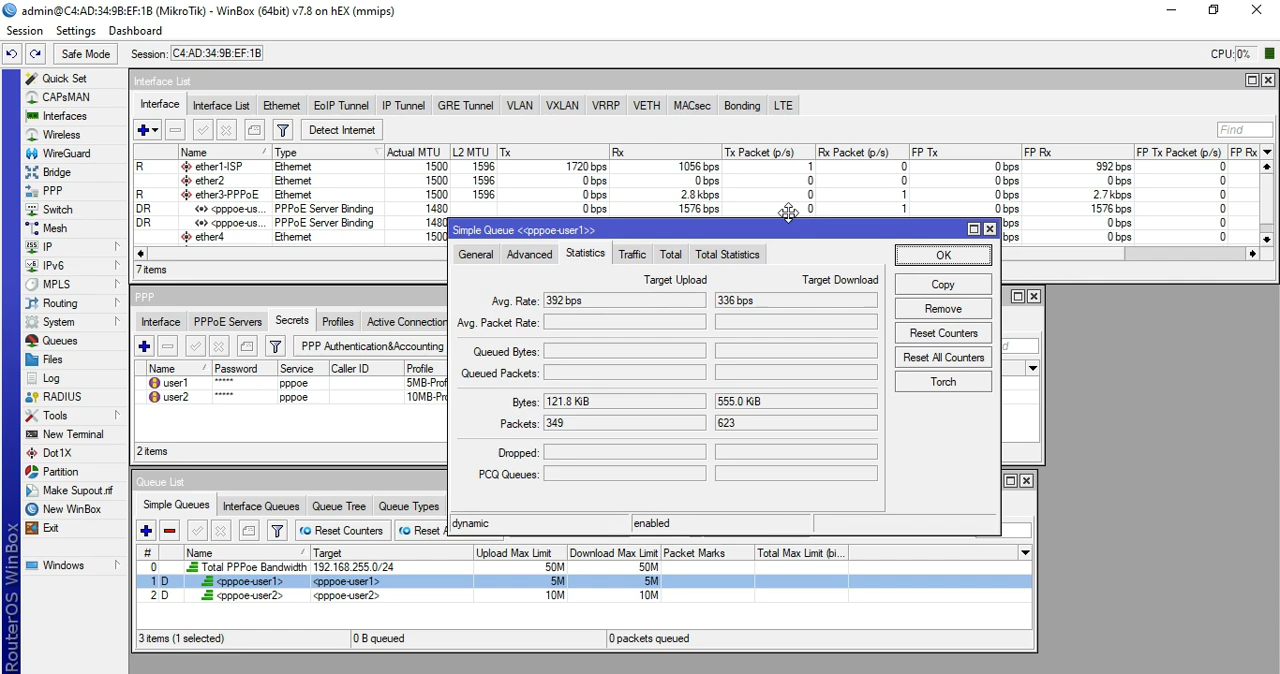 admin@C4:AD:34:9B:EF:1B (MikroTik) - WinBox (64bit) v7.8 on hEX (mmips)
Session Settings Dashboard
Safe Mode Session: C4:AD:34:9B:EF:1B CPU: 0%
RouterOS WinBox
Quick Set
CAPsMAN
Interfaces
Wireless
WireGuard
Bridge
PPP
Switch
Mesh
IP
IPv6
MPLS
Routing
System
Queues
Files
Log
RADIUS
Tools
New Terminal
Dot1X
Partition
Make Supout.rif
New WinBox
Exit
Windows
Interface List
Interface Interface List Ethernet EoIP Tunnel IP Tunnel GRE Tunnel VLAN VXLAN VRRP VETH MACsec Bonding LTE
Detect Internet Find
Name Type Actual MTU L2 MTU Tx Rx Tx Packet (p/s) Rx Packet (p/s) FP Tx FP Rx FP Tx Packet (p/s) FP Rx
R ether1-ISP Ethernet 1500 1596 1720 bps 1056 bps 1 0 0 bps 992 bps 0
ether2 Ethernet 1500 1596 0 bps 0 bps 0 0 0 bps 0 bps 0
R ether3-PPPoE Ethernet 1500 1596 0 bps 2.8 kbps 0 1 0 bps 2.7 kbps 0
DR <pppoe-us... PPPoE Server Binding 1480 0 bps 1576 bps 0 1 0 bps 1576 bps 0
DR <pppoe-us... PPPoE Server Binding 1480 0 bps 0
ether4 Ethernet 1500 0 bps 0
7 items
PPP
Interface PPPoE Servers Secrets Profiles Active Connection
PPP Authentication&Accounting
Name Password Service Caller ID Profile
user1 ***** pppoe 5MB-Prof
user2 ***** pppoe 10MB-Pr
2 items
Simple Queue <<pppoe-user1>>
General Advanced Statistics Traffic Total Total Statistics
Target Upload Target Download
Avg. Rate: 392 bps 336 bps
Avg. Packet Rate:
Queued Bytes:
Queued Packets:
Bytes: 121.8 KiB 555.0 KiB
Packets: 349 623
Dropped:
PCQ Queues:
dynamic enabled
OK
Copy
Remove
Reset Counters
Reset All Counters
Torch
Queue List
Simple Queues Interface Queues Queue Tree Queue Types
Reset Counters Reset A
# Name Target Upload Max Limit Download Max Limit Packet Marks Total Max Limit (bi...
0 Total PPPoe Bandwidth 192.168.255.0/24 50M 50M
1 D <pppoe-user1> <pppoe-user1> 5M 5M
2 D <pppoe-user2> <pppoe-user2> 10M 10M
3 items (1 selected) 0 B queued 0 packets queued